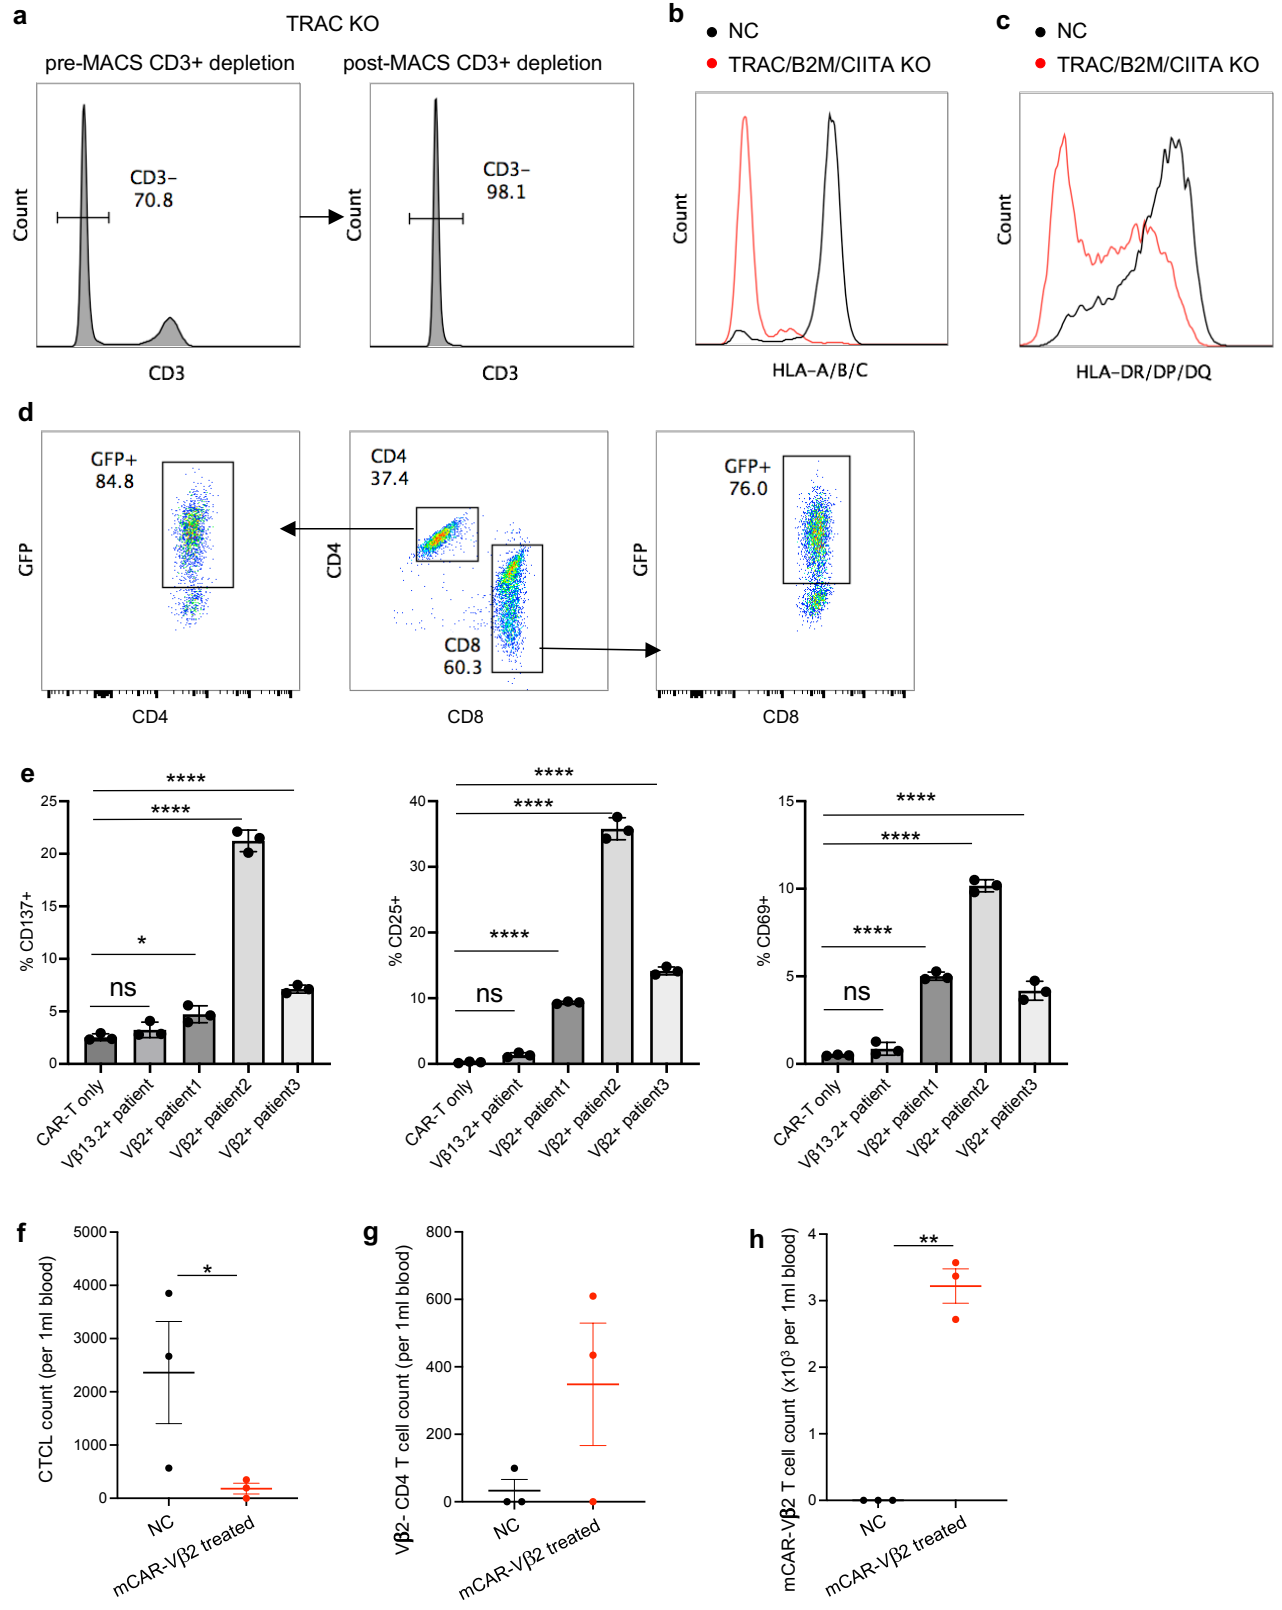 a
TRAC KO
pre-MACS CD3+ depletion
post-MACS CD3+ depletion
Count
CD3−
70.8
CD3
Count
CD3−
98.1
CD3
b
NC
TRAC/B2M/CIITA KO
Count
HLA−A/B/C
c
NC
TRAC/B2M/CIITA KO
Count
HLA−DR/DP/DQ
d
GFP
GFP+
84.8
CD4
CD4
CD4
37.4
CD8
60.3
CD8
GFP
GFP+
76.0
CD8
e
% CD137+
25
20
15
10
5
0
****
****
*
ns
CAR-T only
Vβ13.2+ patient
Vβ2+ patient1
Vβ2+ patient2
Vβ2+ patient3
% CD25+
40
30
20
10
0
****
****
****
ns
CAR-T only
Vβ13.2+ patient
Vβ2+ patient1
Vβ2+ patient2
Vβ2+ patient3
% CD69+
15
10
5
0
****
****
****
ns
CAR-T only
Vβ13.2+ patient
Vβ2+ patient1
Vβ2+ patient2
Vβ2+ patient3
f
CTCL count (per 1ml blood)
5000
4000
3000
2000
1000
0
*
NC
mCAR-Vβ2 treated
g
Vβ2- CD4 T cell count (per 1ml blood)
800
600
400
200
0
NC
mCAR-Vβ2 treated
h
mCAR-Vβ2 T cell count (x10³ per 1ml blood)
4
3
2
1
0
**
NC
mCAR-Vβ2 treated